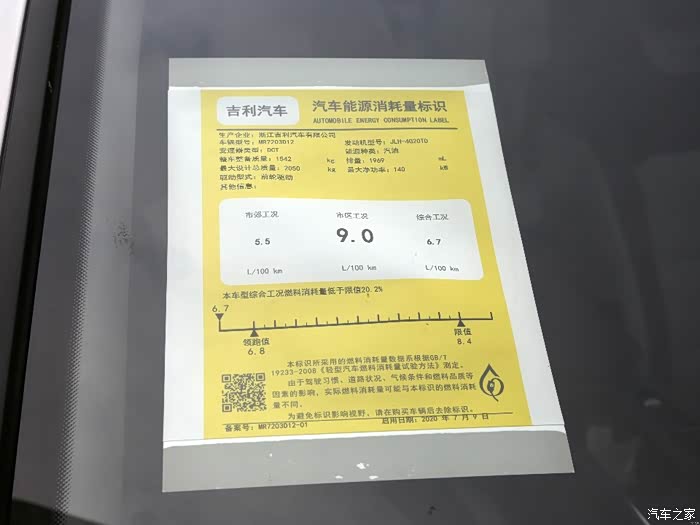 吉利汽车
汽车能源消耗量标识
AUTOMOBILE ENERGY CONSUMPTION LABEL
生产企业：浙江吉利汽车有限公司
车辆型号：MR7203D12 发动机型号：JLH-4G20TD
变速器类型：DCT 能源种类：汽油
整车整备质量：1542 kg 排量：1969 mL
最大设计总质量：2050 kg 最大净功率：140 kW
驱动型式：前轮驱动
其他信息：
市郊工况 市区工况 综合工况
5.5 9.0 6.7
L/100 km L/100 km L/100 km
本车型综合工况燃料消耗量低于限值20.2%
6.7
领跑值 限值
6.8 8.4
本标识所采用的燃料消耗量数据系根据GB/T
19233-2008《轻型汽车燃料消耗量试验方法》测定。
由于驾驶习惯、道路状况、气候条件和燃料品质等
因素的影响，实际燃料消耗量可能与本标识的燃料消耗
量不同。
为避免标识影响视野，请在购买车辆后去除标识。
备案号：MR7203D12-01 启用日期：2020 年 7 月 9 日
汽车之家